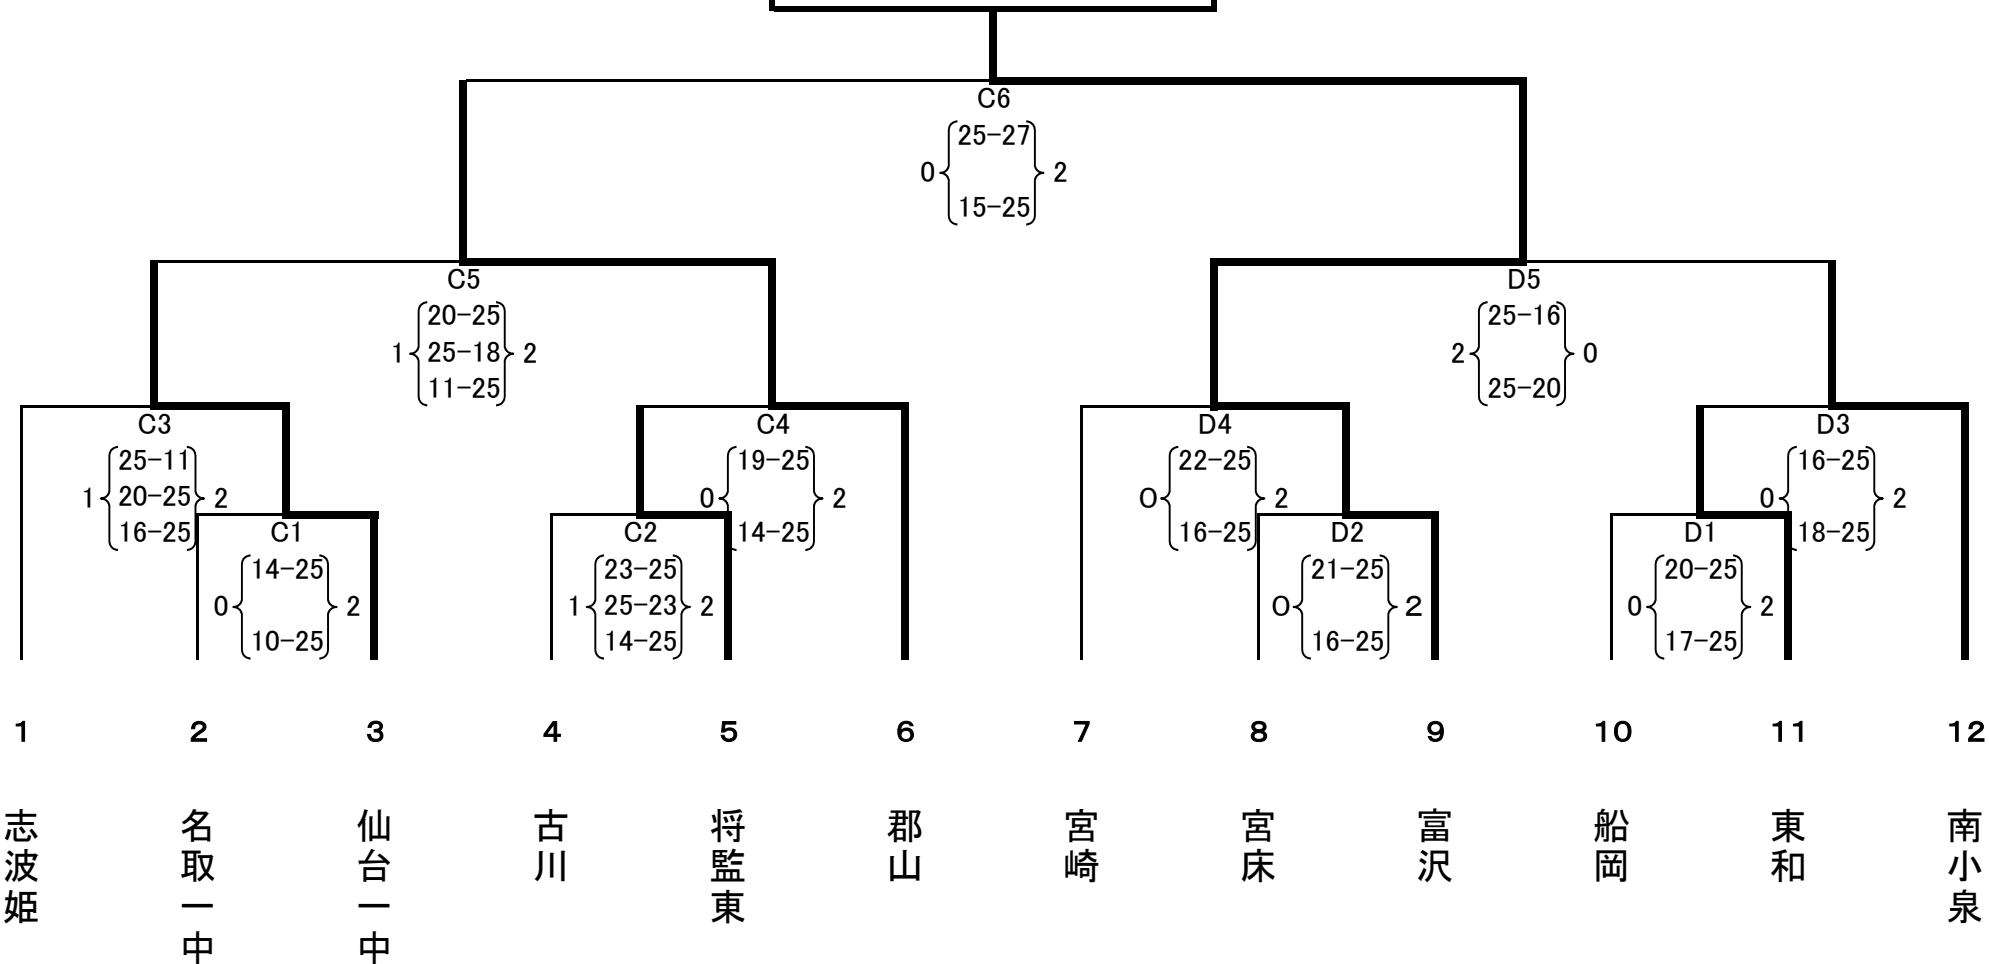 C6
25-27
0 2
15-25
C5 D5
20-25 25-16
1 25-18 2 2 0
11-25 25-20
C3 C4 D4 D3
25-11 19-25 22-25 16-25
1 20-25 2 0 2 0 2 0 2
16-25 C1 C2 14-25 16-25 D2 D1 18-25
14-25 23-25 21-25 20-25
0 2 1 25-23 2 0 2 0 2
10-25 14-25 16-25 17-25
1 2 3 4 5 6 7 8 9 10 11 12
志波姫
名取一中
仙台一中
古川
将監東
郡山
宮崎
宮床
富沢
船岡
東和
南小泉